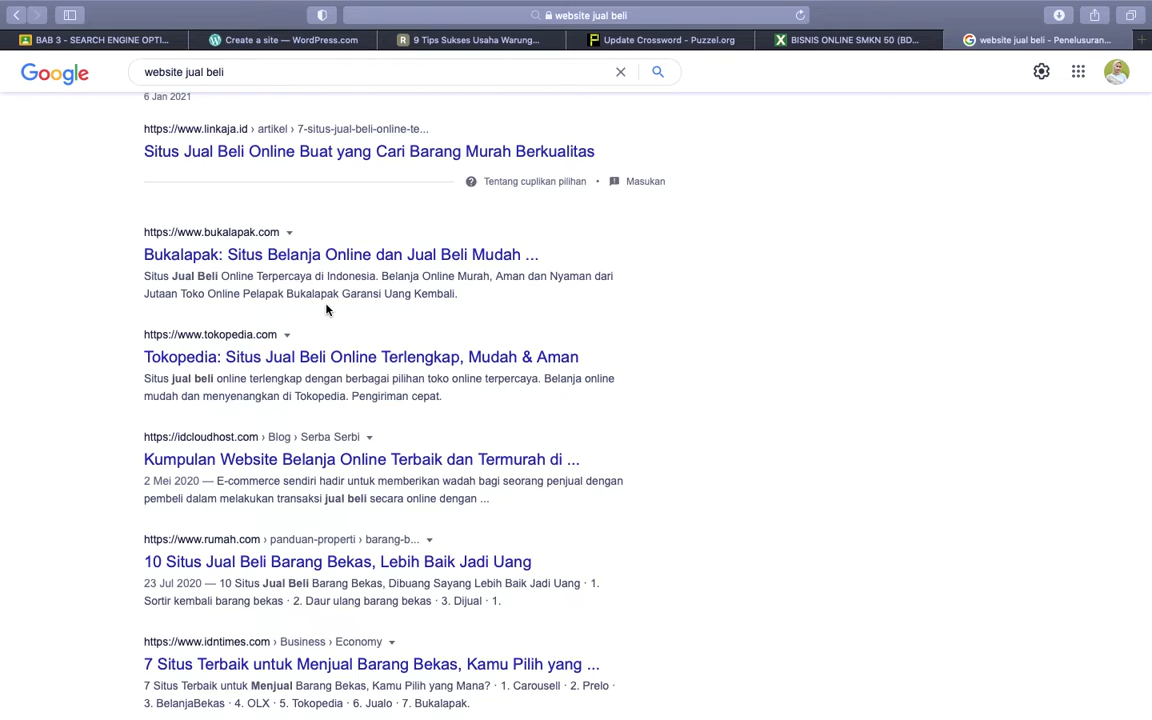 website jual beli
BAB 3 - SEARCH ENGINE OPTI...
Create a site — WordPress.com
9 Tips Sukses Usaha Warung...
Update Crossword - Puzzel.org
BISNIS ONLINE SMKN 50 (BD...
website jual beli - Penelusuran...
Google
website jual beli
6 Jan 2021
https://www.linkaja.id › artikel › 7-situs-jual-beli-online-te...
Situs Jual Beli Online Buat yang Cari Barang Murah Berkualitas
Tentang cuplikan pilihan • Masukan
https://www.bukalapak.com
Bukalapak: Situs Belanja Online dan Jual Beli Mudah ...
Situs Jual Beli Online Terpercaya di Indonesia. Belanja Online Murah, Aman dan Nyaman dari
Jutaan Toko Online Pelapak Bukalapak Garansi Uang Kembali.
https://www.tokopedia.com
Tokopedia: Situs Jual Beli Online Terlengkap, Mudah & Aman
Situs jual beli online terlengkap dengan berbagai pilihan toko online terpercaya. Belanja online
mudah dan menyenangkan di Tokopedia. Pengiriman cepat.
https://idcloudhost.com › Blog › Serba Serbi
Kumpulan Website Belanja Online Terbaik dan Termurah di ...
2 Mei 2020 — E-commerce sendiri hadir untuk memberikan wadah bagi seorang penjual dengan
pembeli dalam melakukan transaksi jual beli secara online dengan ...
https://www.rumah.com › panduan-properti › barang-b...
10 Situs Jual Beli Barang Bekas, Lebih Baik Jadi Uang
23 Jul 2020 — 10 Situs Jual Beli Barang Bekas, Dibuang Sayang Lebih Baik Jadi Uang · 1.
Sortir kembali barang bekas · 2. Daur ulang barang bekas · 3. Dijual · 1.
https://www.idntimes.com › Business › Economy
7 Situs Terbaik untuk Menjual Barang Bekas, Kamu Pilih yang ...
7 Situs Terbaik untuk Menjual Barang Bekas, Kamu Pilih yang Mana? · 1. Carousell · 2. Prelo ·
3. BelanjaBekas · 4. OLX · 5. Tokopedia · 6. Jualo · 7. Bukalapak.